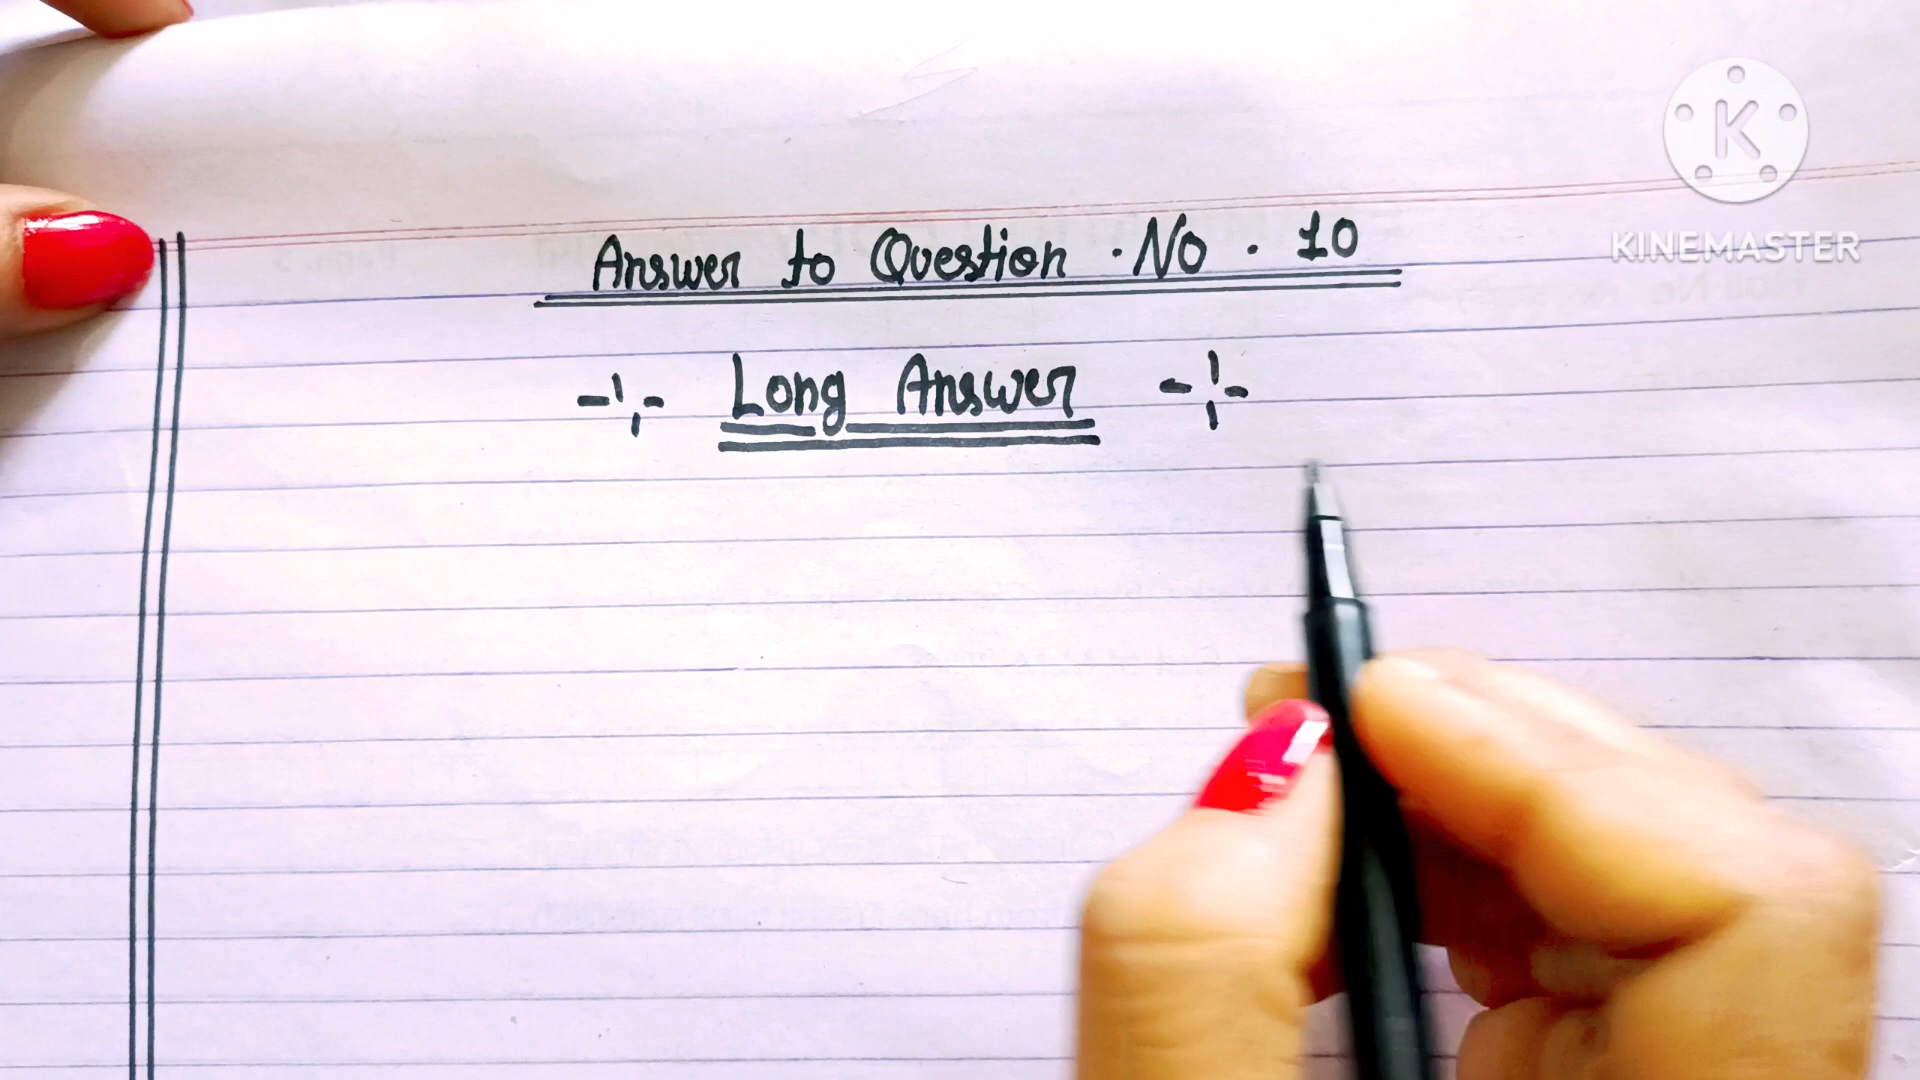 Answer to Question . No . 10
Long Answer
K
KINEMASTER